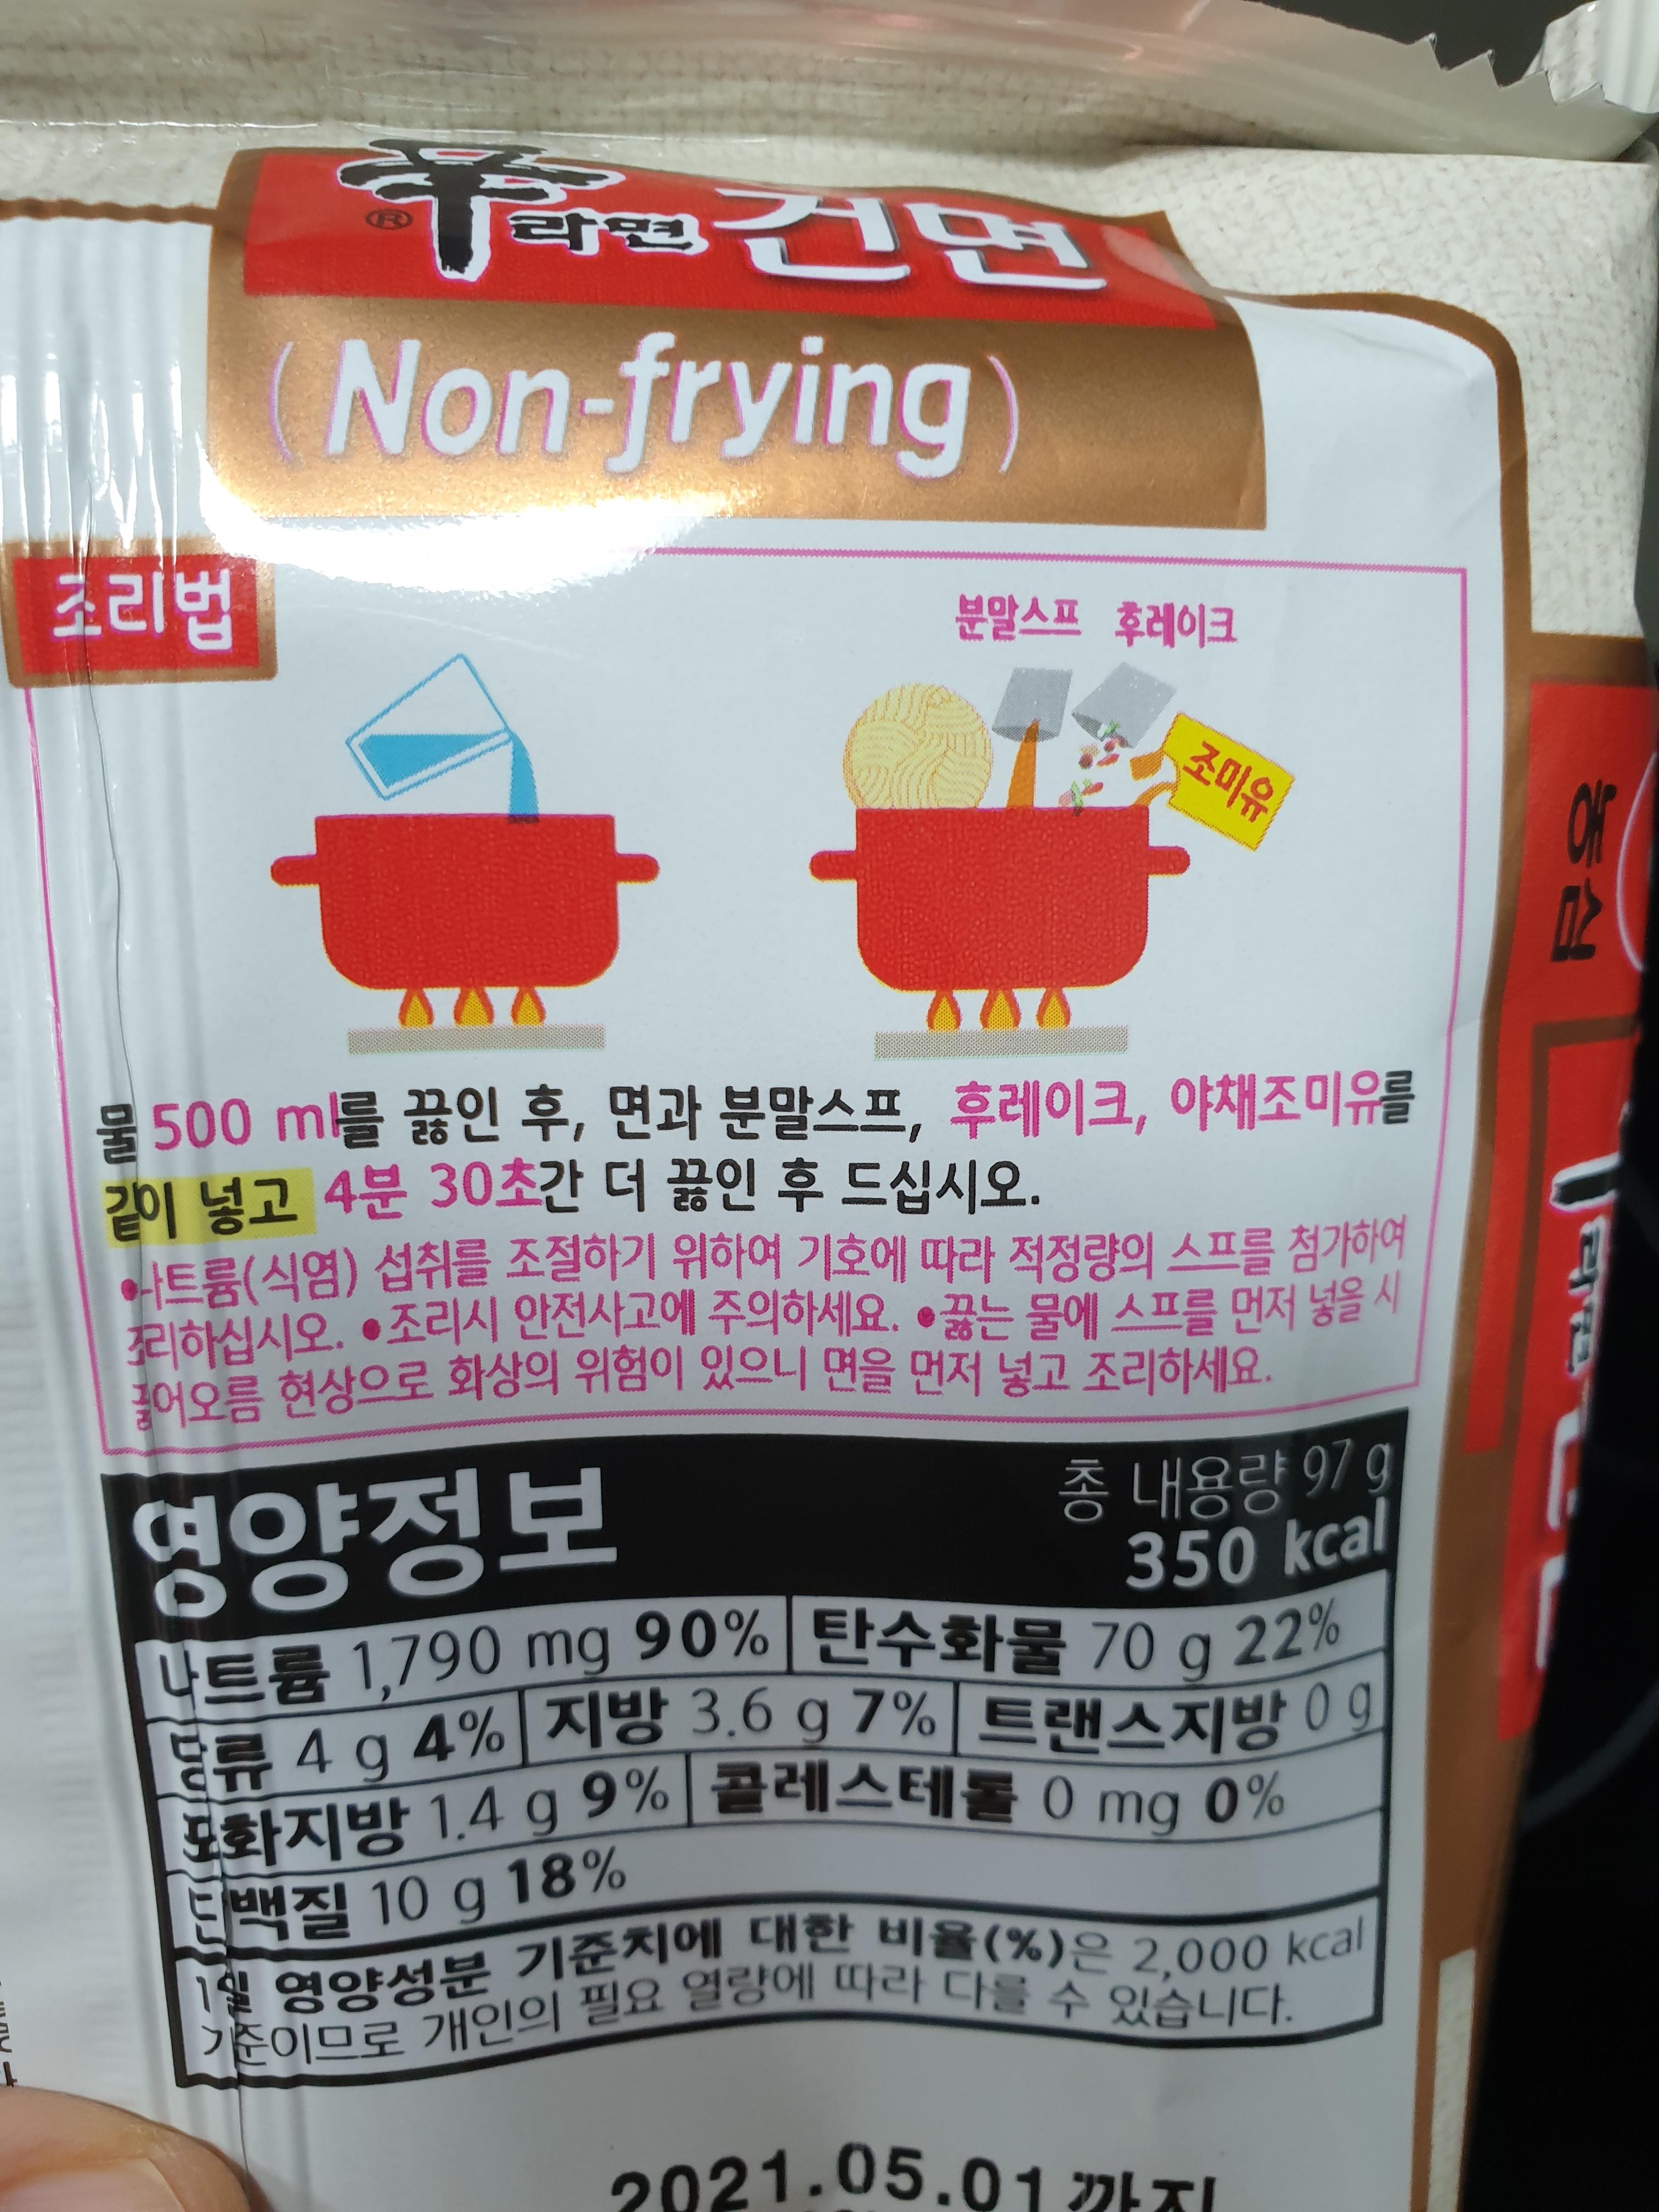 辛라면건면
®
(Non-frying)
조리법
분말스프 후레이크
조미유
물 500 ml를 끓인 후, 면과 분말스프, 후레이크, 야채조미유를
같이 넣고 4분 30초간 더 끓인 후 드십시오.
●나트륨(식염) 섭취를 조절하기 위하여 기호에 따라 적정량의 스프를 첨가하여
조리하십시오. ●조리시 안전사고에 주의하세요. ●끓는 물에 스프를 먼저 넣을 시
끓어오름 현상으로 화상의 위험이 있으니 면을 먼저 넣고 조리하세요.
영양정보
총 내용량 97 g
350 kcal
나트륨 1,790 mg 90% 탄수화물 70 g 22%
당류 4 g 4% 지방 3.6 g 7% 트랜스지방 0 g
포화지방 1.4 g 9% 콜레스테롤 0 mg 0%
단백질 10 g 18%
1일 영양성분 기준치에 대한 비율(%)은 2,000 kcal
기준이므로 개인의 필요 열량에 따라 다를 수 있습니다.
2021.05.01까지
농심
라면